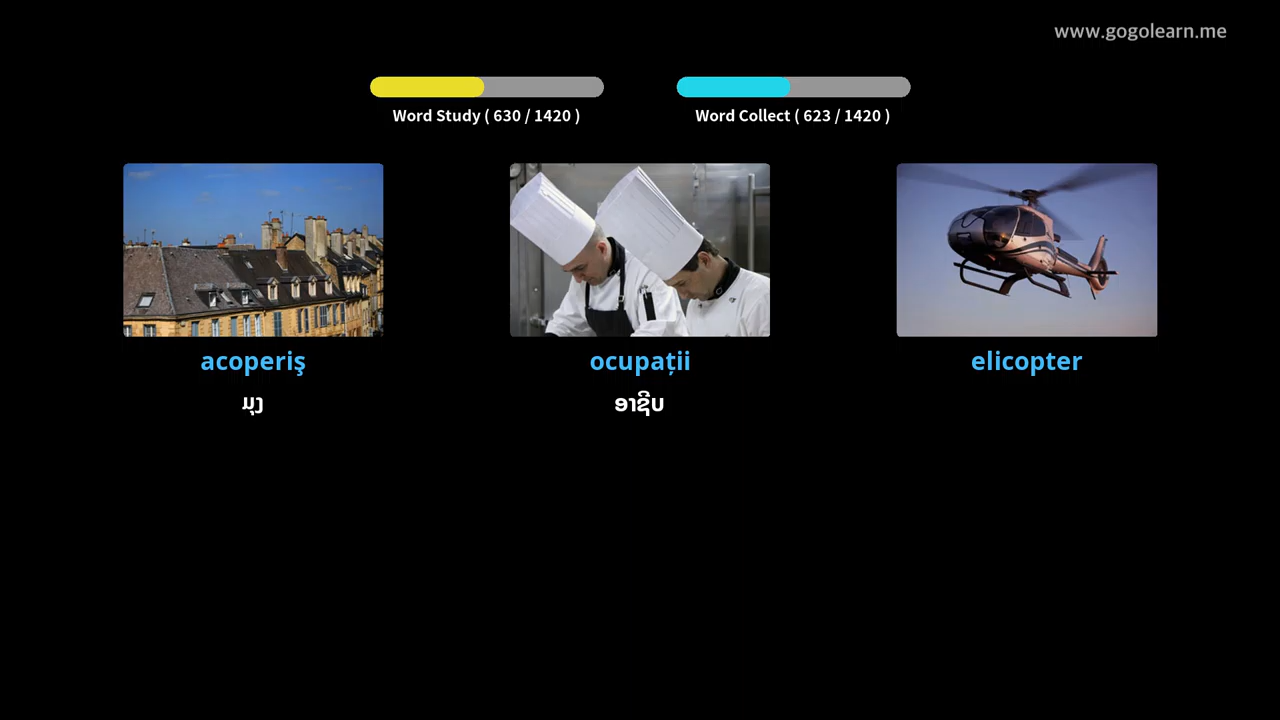 www.gogolearn.me
Word Study ( 630 / 1420 )
Word Collect ( 623 / 1420 )
acoperiş
ocupații
elicopter
ມຸງ
ອາຊີບ